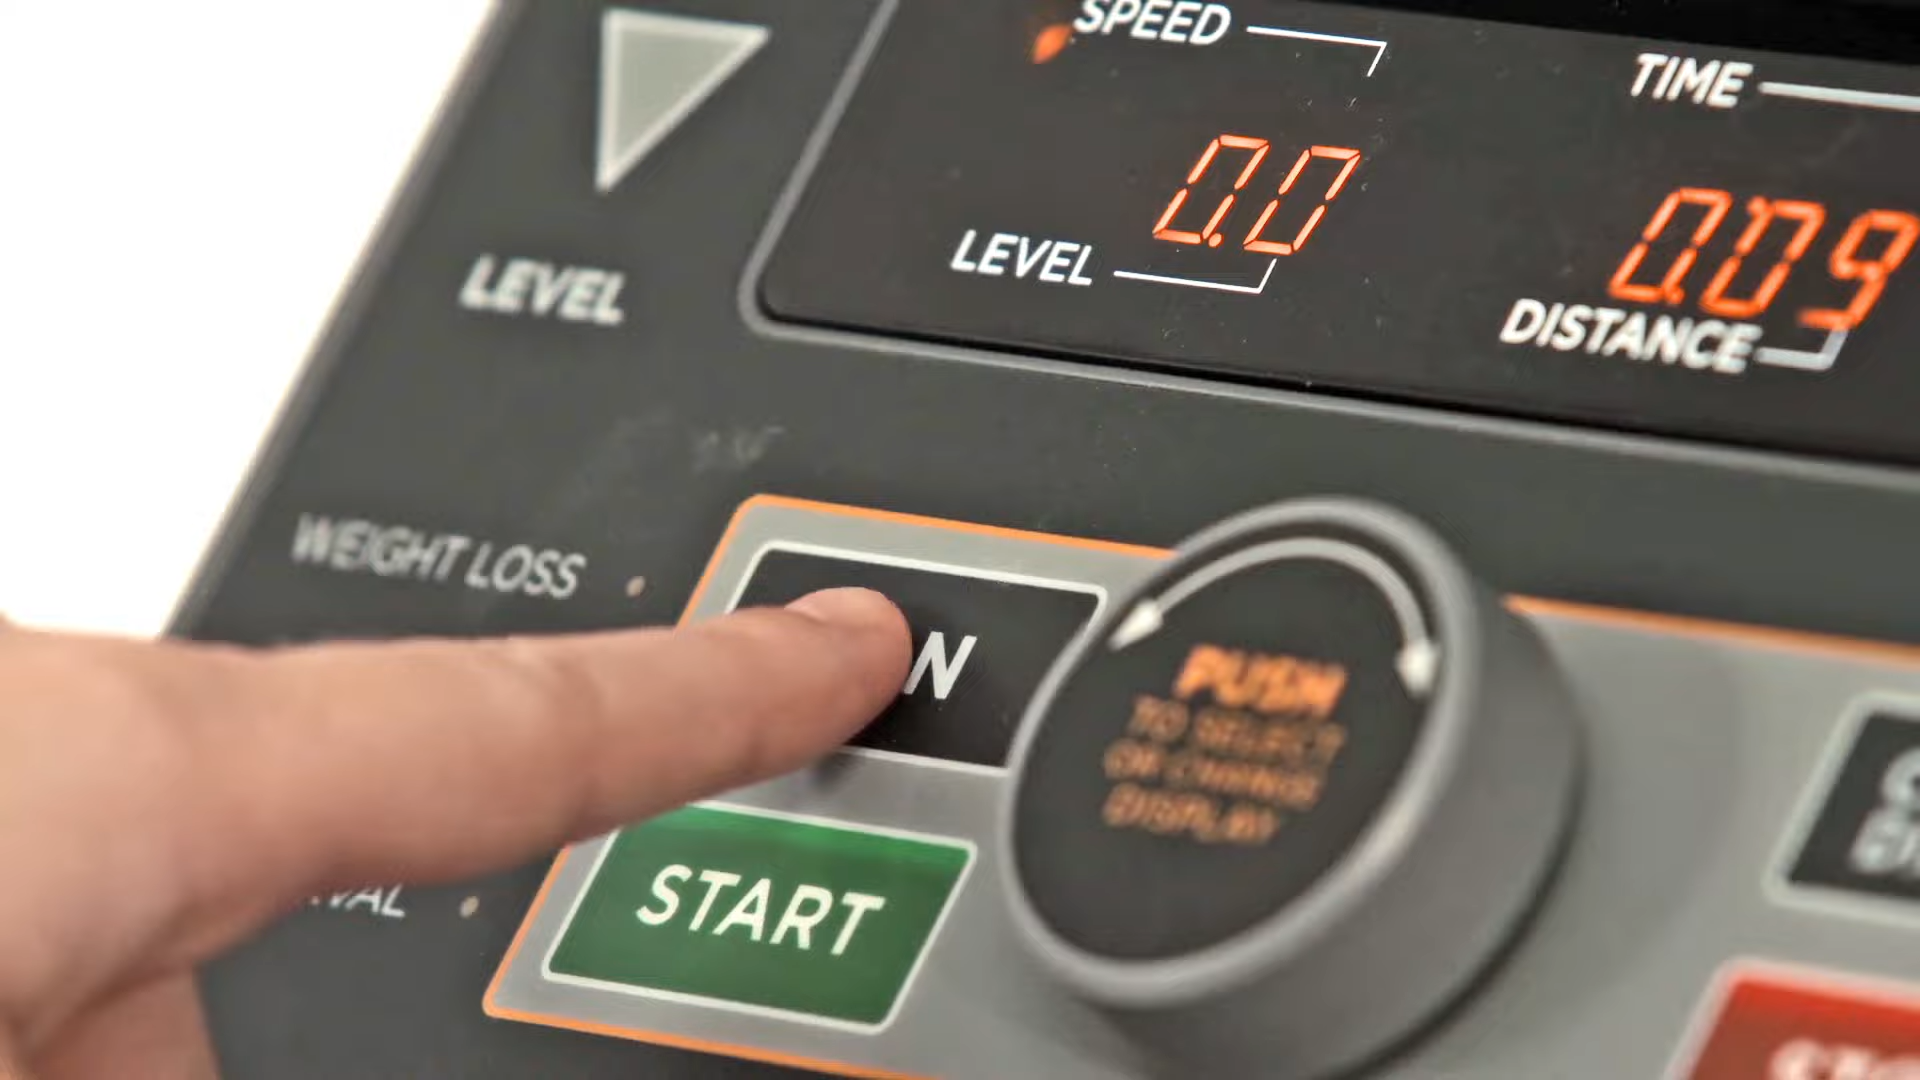 SPEED
TIME
0.0
0:09
LEVEL
DISTANCE
LEVEL
WEIGHT LOSS
N
PUSH
TO SELECT
OR CHANGE
DISPLAY
START